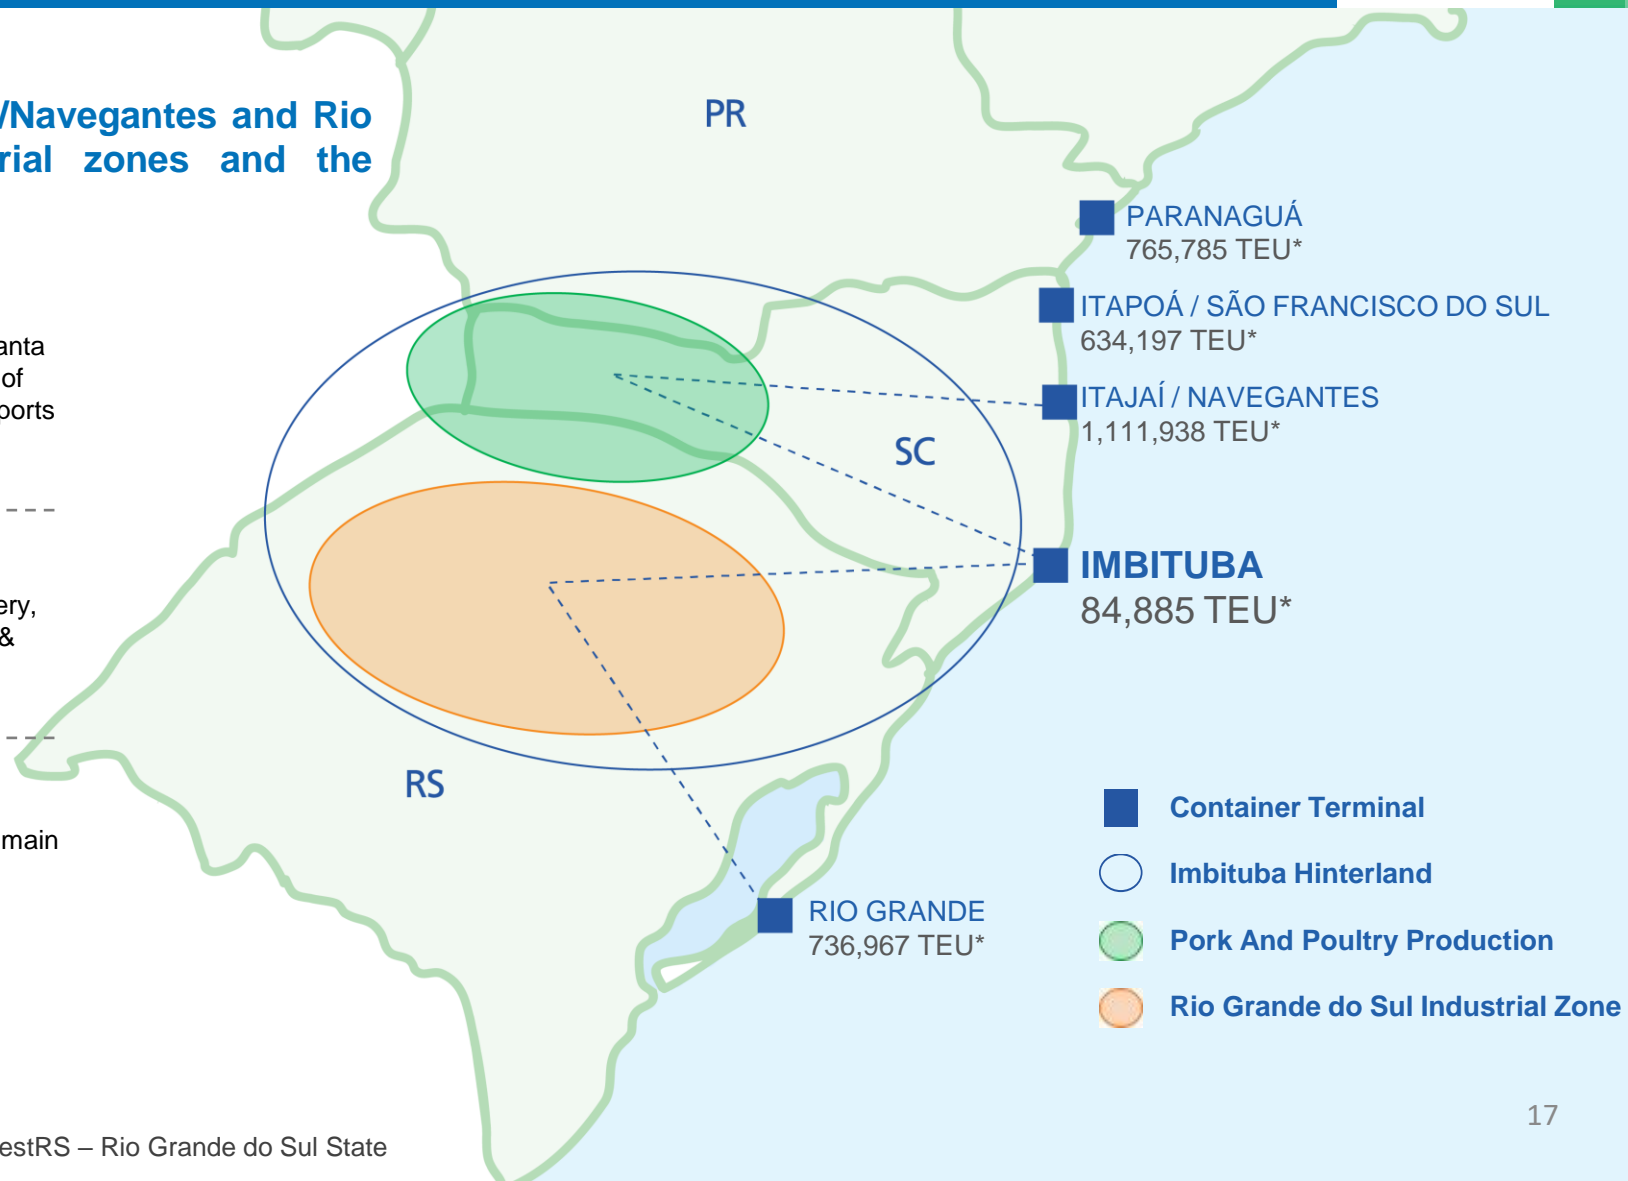 /Navegantes and Rio
rial zones and the
anta
of
ports
ery,
&
main
estRS – Rio Grande do Sul State
PR
PARANAGUÁ
765,785 TEU*
ITAPOÁ / SÃO FRANCISCO DO SUL
634,197 TEU*
ITAJAÍ / NAVEGANTES
1,111,938 TEU*
SC
IMBITUBA
84,885 TEU*
RS
RIO GRANDE
736,967 TEU*
Container Terminal
Imbituba Hinterland
Pork And Poultry Production
Rio Grande do Sul Industrial Zone
17